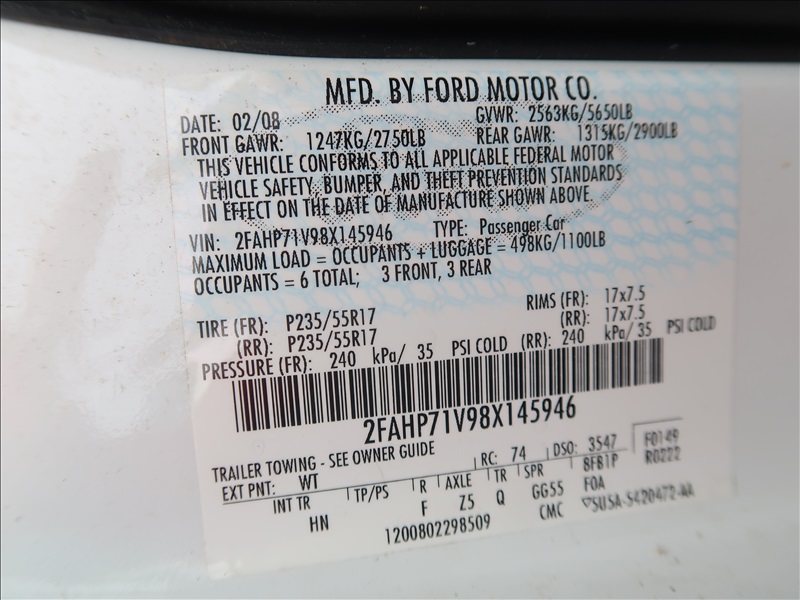 MFD. BY FORD MOTOR CO.
DATE: 02/08 GVWR: 2563KG/5650LB
FRONT GAWR: 1247KG/2750LB REAR GAWR: 1315KG/2900LB
THIS VEHICLE CONFORMS TO ALL APPLICABLE FEDERAL MOTOR
VEHICLE SAFETY, BUMPER, AND THEFT PREVENTION STANDARDS
IN EFFECT ON THE DATE OF MANUFACTURE SHOWN ABOVE.
VIN: 2FAHP71V98X145946 TYPE: Passenger Car
MAXIMUM LOAD = OCCUPANTS + LUGGAGE = 498KG/1100LB
OCCUPANTS = 6 TOTAL; 3 FRONT, 3 REAR
TIRE (FR): P235/55R17 RIMS (FR): 17x7.5
(RR): P235/55R17 (RR): 17x7.5
PRESSURE (FR): 240 kPa/ 35 PSI COLD (RR): 240 kPa/ 35 PSI COLD
2FAHP71V98X145946
TRAILER TOWING - SEE OWNER GUIDE
EXT PNT: WT RC: 74 DSO: 3547 F0149
INT TR TP/PS R AXLE TR SPR 8FB1P R0222
HN F Z5 Q GG55 FOA
1200802298509 CMC ▽5USA-5420472-AA